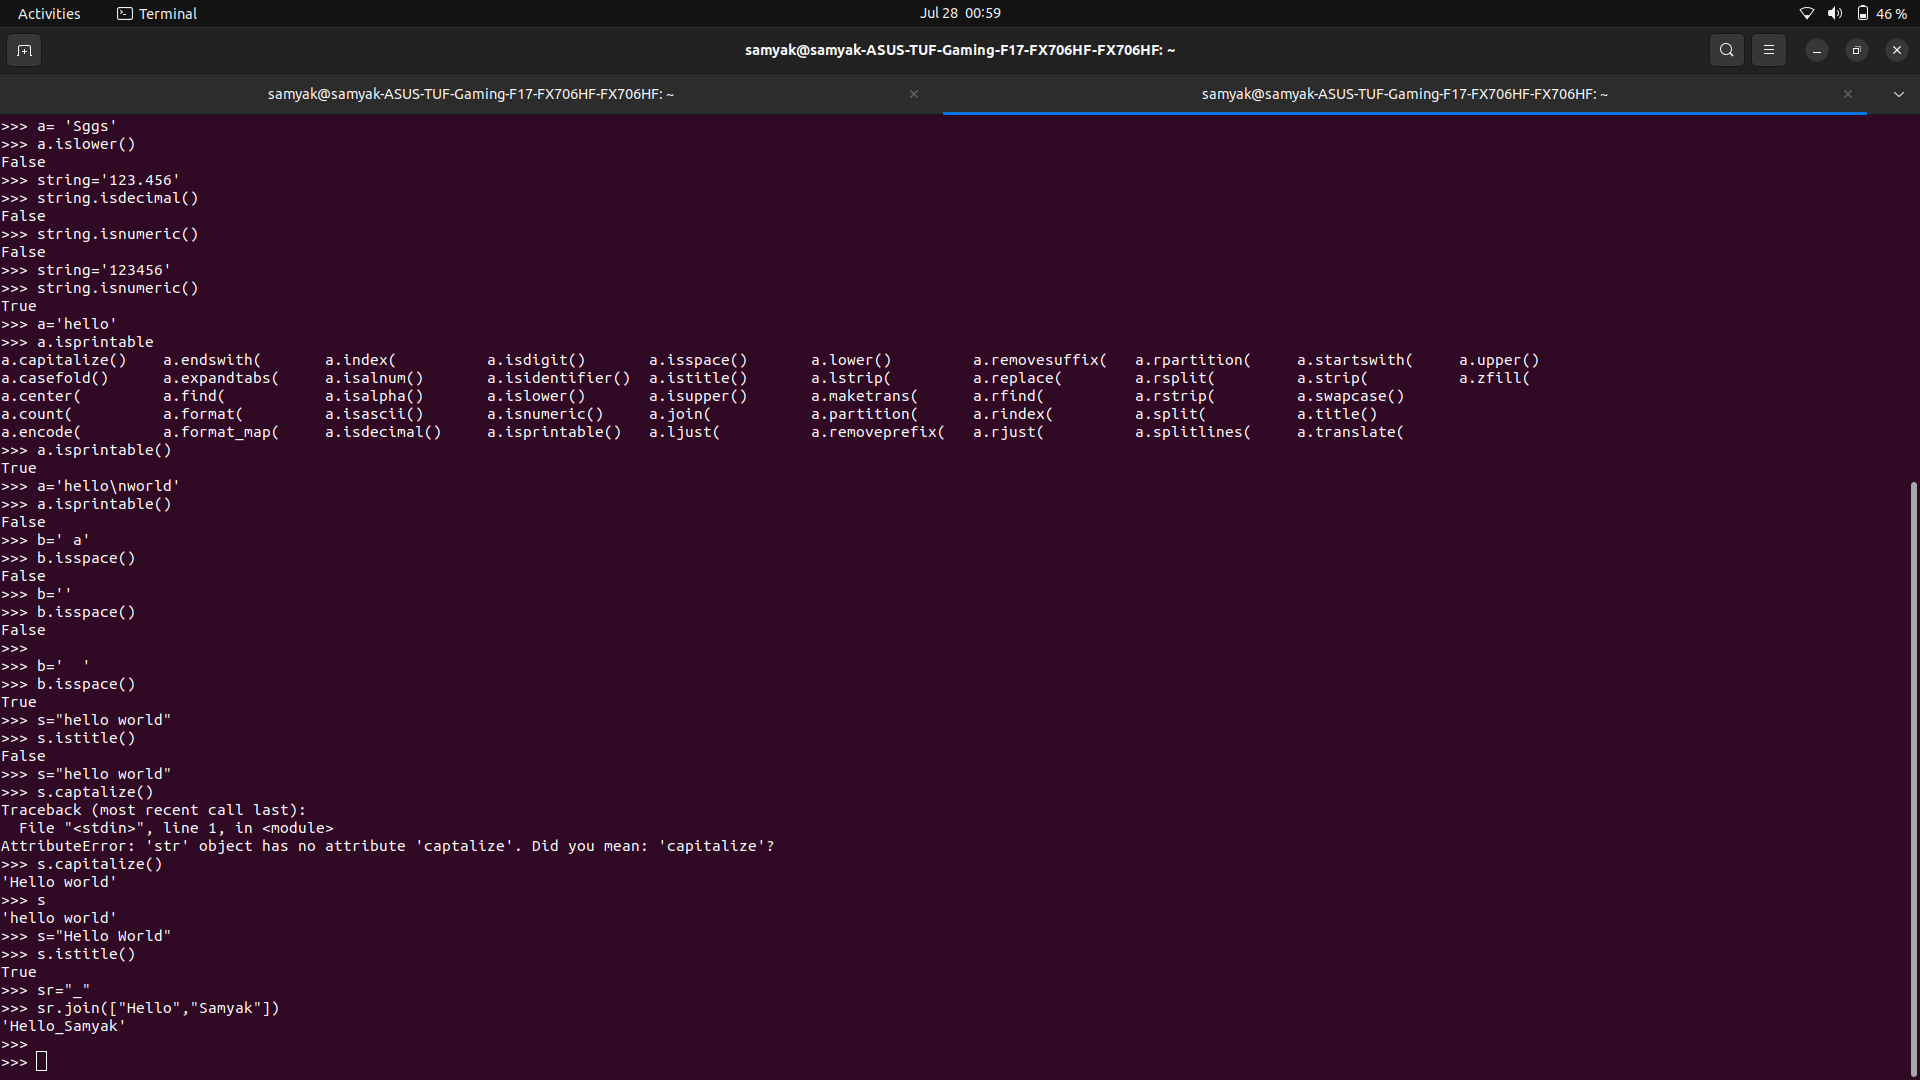 Activities Terminal Jul 28 00:59 46 %
samyak@samyak-ASUS-TUF-Gaming-F17-FX706HF-FX706HF: ~
samyak@samyak-ASUS-TUF-Gaming-F17-FX706HF-FX706HF: ~ samyak@samyak-ASUS-TUF-Gaming-F17-FX706HF-FX706HF: ~
>>> a= 'Sggs'
>>> a.islower()
False
>>> string='123.456'
>>> string.isdecimal()
False
>>> string.isnumeric()
False
>>> string='123456'
>>> string.isnumeric()
True
>>> a='hello'
>>> a.isprintable
a.capitalize()    a.endswith(       a.index(          a.isdigit()       a.isspace()       a.lower()         a.removesuffix(   a.rpartition(     a.startswith(     a.upper()
a.casefold()      a.expandtabs(     a.isalnum()       a.isidentifier()  a.istitle()       a.lstrip(         a.replace(        a.rsplit(         a.strip(          a.zfill(
a.center(         a.find(           a.isalpha()       a.islower()       a.isupper()       a.maketrans(      a.rfind(          a.rstrip(         a.swapcase()
a.count(          a.format(         a.isascii()       a.isnumeric()     a.join(           a.partition(      a.rindex(         a.split(          a.title()
a.encode(         a.format_map(     a.isdecimal()     a.isprintable()   a.ljust(          a.removeprefix(   a.rjust(          a.splitlines(     a.translate(
>>> a.isprintable()
True
>>> a='hello\nworld'
>>> a.isprintable()
False
>>> b=' a'
>>> b.isspace()
False
>>> b=''
>>> b.isspace()
False
>>>
>>> b='  '
>>> b.isspace()
True
>>> s="hello world"
>>> s.istitle()
False
>>> s="hello world"
>>> s.captalize()
Traceback (most recent call last):
  File "<stdin>", line 1, in <module>
AttributeError: 'str' object has no attribute 'captalize'. Did you mean: 'capitalize'?
>>> s.capitalize()
'Hello world'
>>> s
'hello world'
>>> s="Hello World"
>>> s.istitle()
True
>>> sr="_"
>>> sr.join(["Hello","Samyak"])
'Hello_Samyak'
>>>
>>>